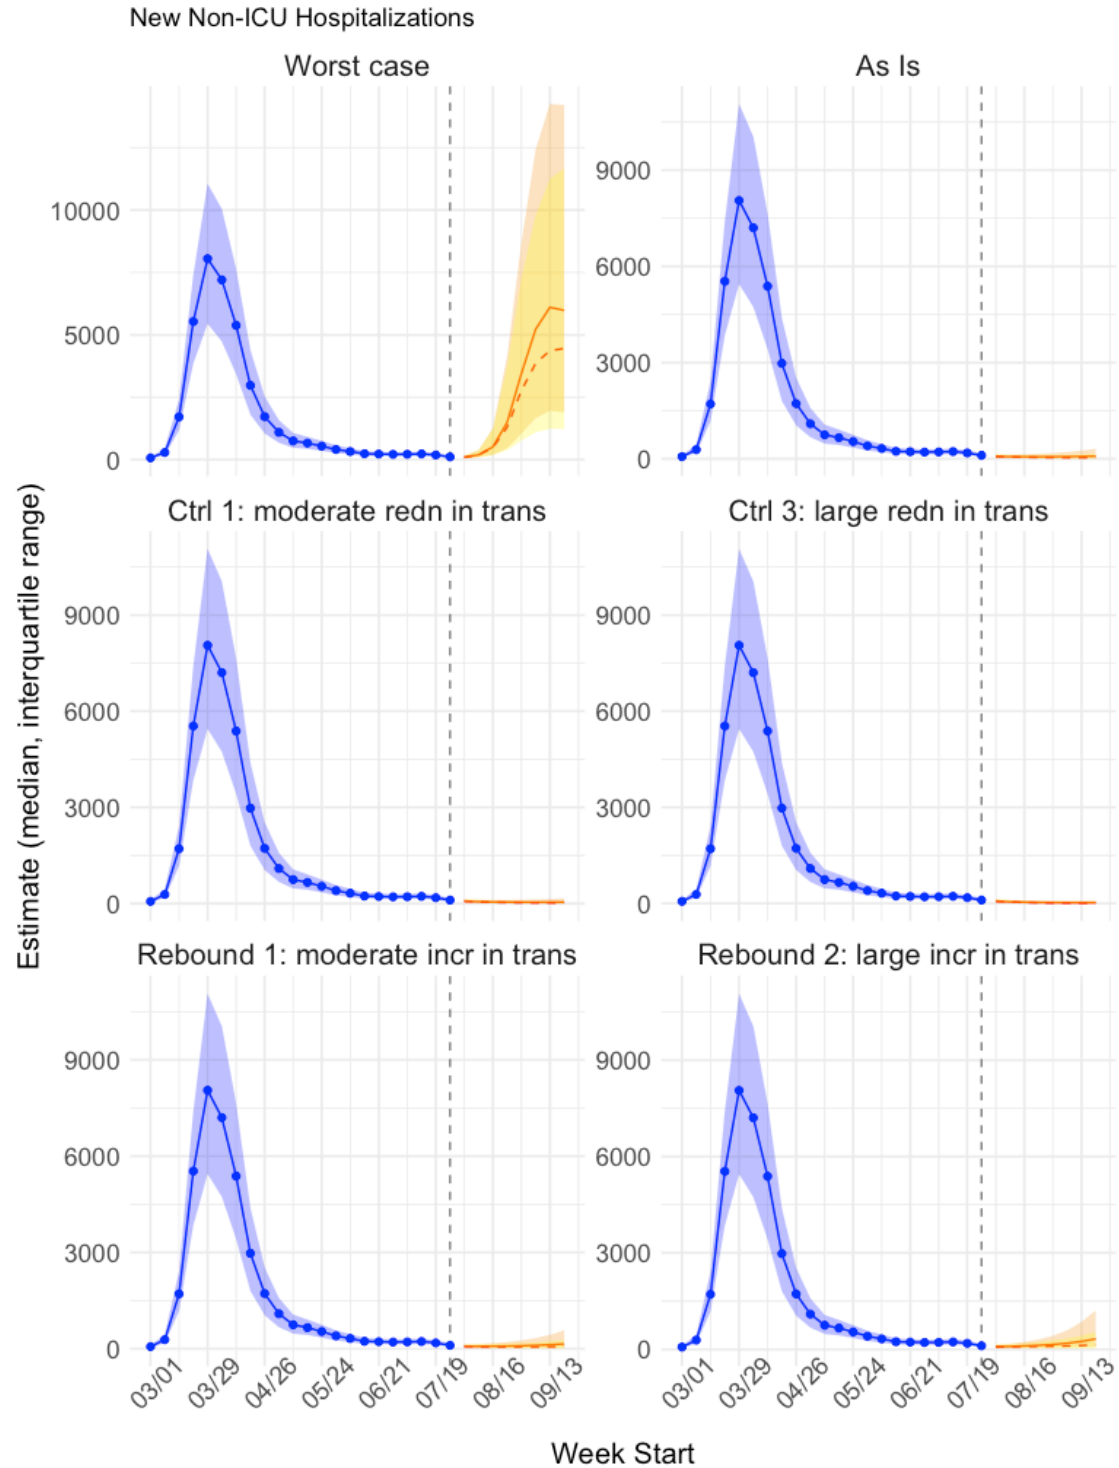 New Non-ICU Hospitalizations
Worst case
As Is
10000
5000
0
9000
6000
3000
0
Ctrl 1: moderate redn in trans
Ctrl 3: large redn in trans
9000
6000
3000
0
9000
6000
3000
0
Rebound 1: moderate incr in trans
Rebound 2: large incr in trans
9000
6000
3000
0
9000
6000
3000
0
03/01 03/29 04/26 05/24 06/21 07/19 08/16 09/13
03/01 03/29 04/26 05/24 06/21 07/19 08/16 09/13
Week Start
Estimate (median, interquartile range)